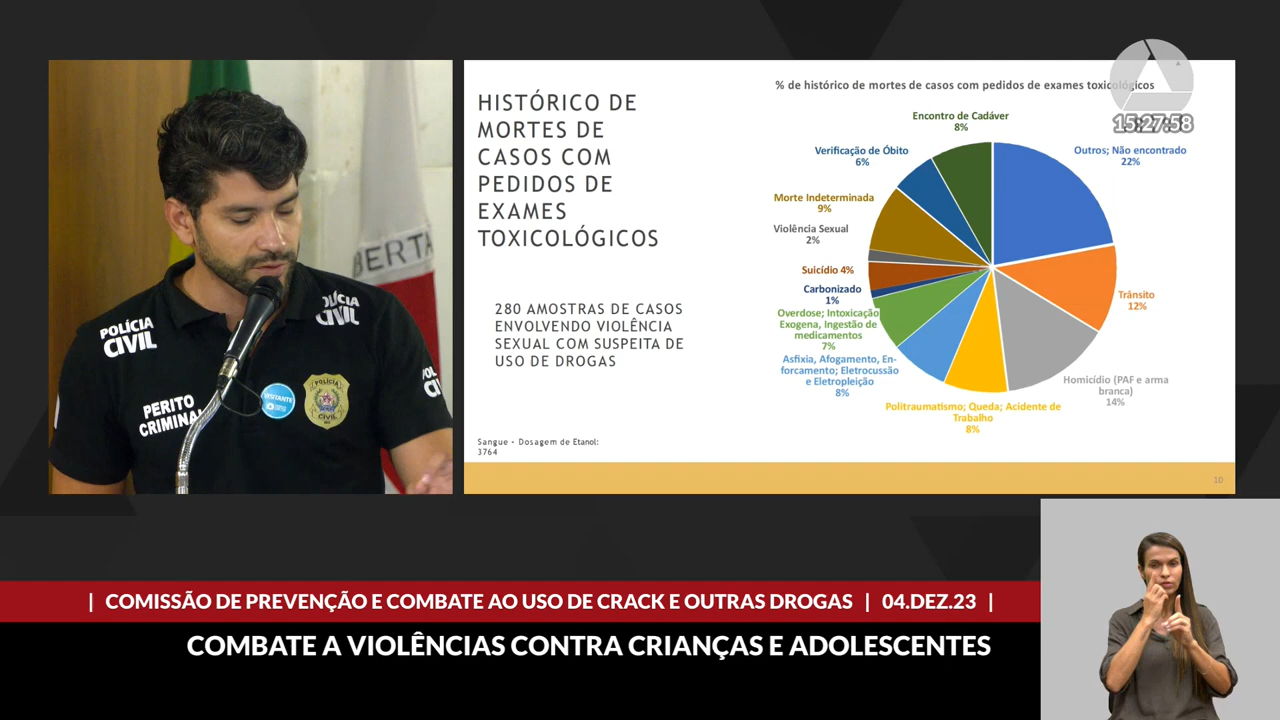 HISTÓRICO DE
MORTES DE
CASOS COM
PEDIDOS DE
EXAMES
TOXICOLÓGICOS
280 AMOSTRAS DE CASOS
ENVOLVENDO VIOLÊNCIA
SEXUAL COM SUSPEITA DE
USO DE DROGAS
Sangue - Dosagem de Etanol:
3764
% de histórico de mortes de casos com pedidos de exames toxicológicos
15:27:58
Encontro de Cadáver
8%
Outros; Não encontrado
22%
Verificação de Óbito
6%
Morte Indeterminada
9%
Violência Sexual
2%
Suicídio 4%
Carbonizado
1%
Overdose; Intoxicação
Exogena, Ingestão de
medicamentos
7%
Asfixia, Afogamento, En-
forcamento; Eletrocussão
e Eletropleição
8%
Politraumatismo; Queda; Acidente de
Trabalho
8%
Homicídio (PAF e arma
branca)
14%
Trânsito
12%
10
POLÍCIA
CIVIL
POLÍCIA
CIVIL
PERITO
CRIMINAL
VISITANTE
POLÍCIA
CIVIL
BERTA
| COMISSÃO DE PREVENÇÃO E COMBATE AO USO DE CRACK E OUTRAS DROGAS | 04.DEZ.23 |
COMBATE A VIOLÊNCIAS CONTRA CRIANÇAS E ADOLESCENTES